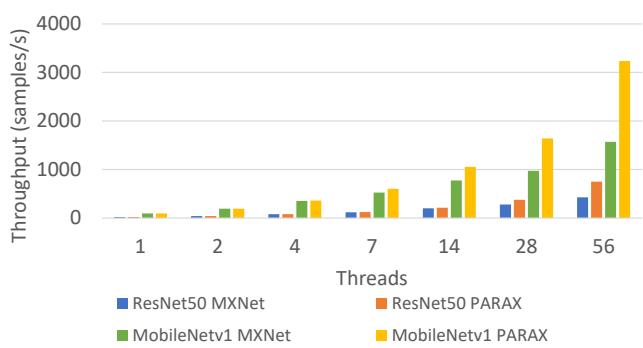 4000
3000
2000
1000
0
Throughput (samples/s)
1 2 4 7 14 28 56
Threads
ResNet50 MXNet ResNet50 PARAX
MobileNetv1 MXNet MobileNetv1 PARAX